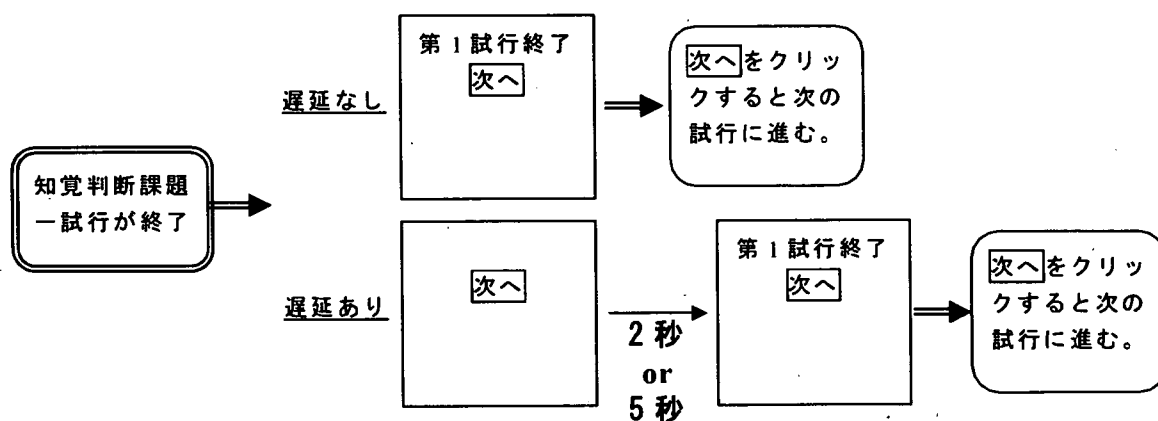 知覚判断課題
一試行が終了
遅延なし
第1試行終了
次へ
次へをクリッ
クすると次の
試行に進む。
遅延あり
次へ
2秒
or
5秒
第1試行終了
次へ
次へをクリッ
クすると次の
試行に進む。